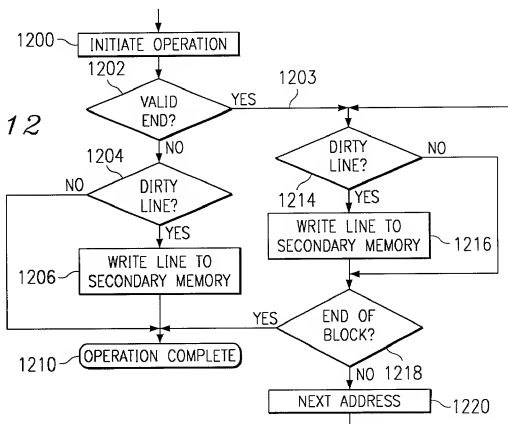 1200
INITIATE OPERATION
1202
VALID
END?
YES
1203
NO
12
1204
NO
DIRTY
LINE?
YES
DIRTY
LINE?
NO
1214
YES
WRITE LINE TO
SECONDARY MEMORY
1206
WRITE LINE TO
SECONDARY MEMORY
1216
YES
END OF
BLOCK?
1210
OPERATION COMPLETE
NO
1218
NEXT ADDRESS
1220